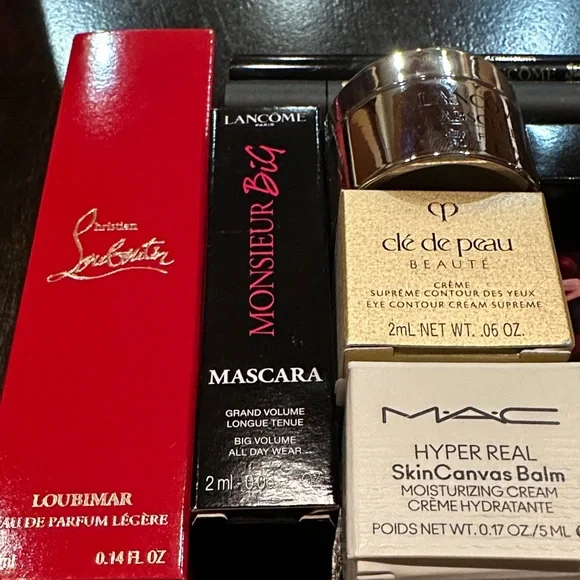 Christian
Louboutin
LOUBIMAR
EAU DE PARFUM LÉGÈRE
0.14 FL OZ
LANCOME
PARIS
MONSIEUR BiG
MASCARA
GRAND VOLUME
LONGUE TENUE
BIG VOLUME
ALL DAY WEAR
2 ml
LANCOME
LANCÔME
clé de peau
BEAUTÉ
CRÈME
SUPRÊME CONTOUR DES YEUX
EYE CONTOUR CREAM SUPREME
2mL NET WT. .06 OZ.
M·A·C
HYPER REAL
SkinCanvas Balm
MOISTURIZING CREAM
CRÈME HYDRATANTE
POIDS NET WT. 0.17 OZ./5 ML